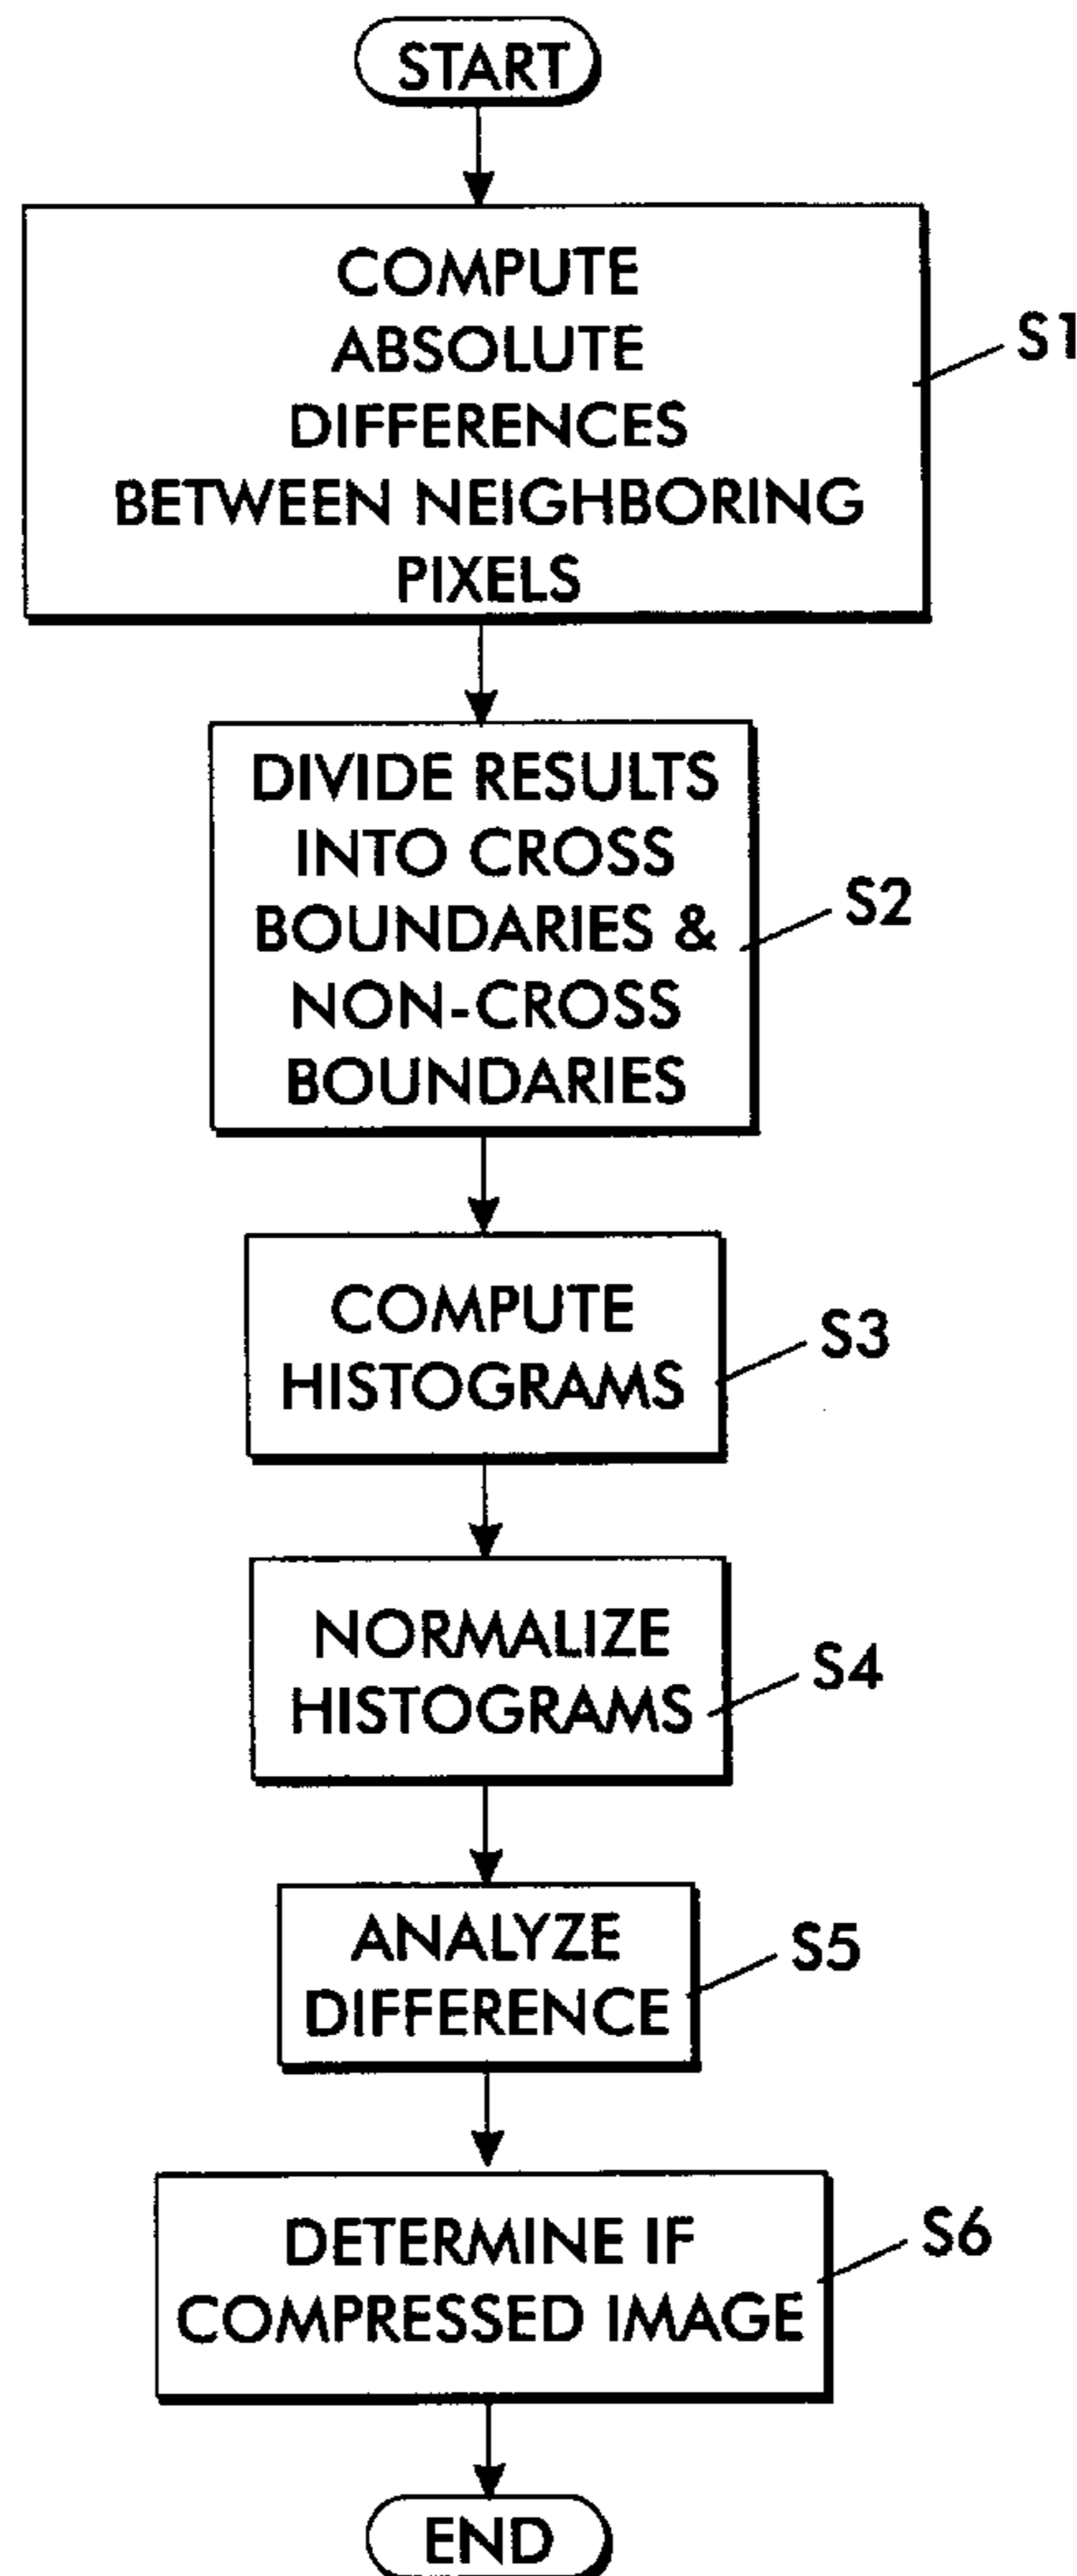 START
COMPUTE
ABSOLUTE
DIFFERENCES
BETWEEN NEIGHBORING
PIXELS
S1
DIVIDE RESULTS
INTO CROSS
BOUNDARIES &
NON-CROSS
BOUNDARIES
S2
COMPUTE
HISTOGRAMS
S3
NORMALIZE
HISTOGRAMS
S4
ANALYZE
DIFFERENCE
S5
DETERMINE IF
COMPRESSED IMAGE
S6
END